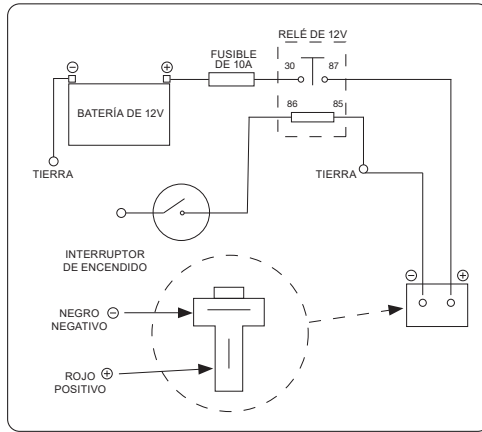 RELÉ DE 12V
FUSIBLE
DE 10A
30
87
⊖
⊕
BATERÍA DE 12V
86
85
TIERRA
TIERRA
INTERRUPTOR
DE ENCENDIDO
⊖
⊕
NEGRO
NEGATIVO ⊖
ROJO
POSITIVO ⊕